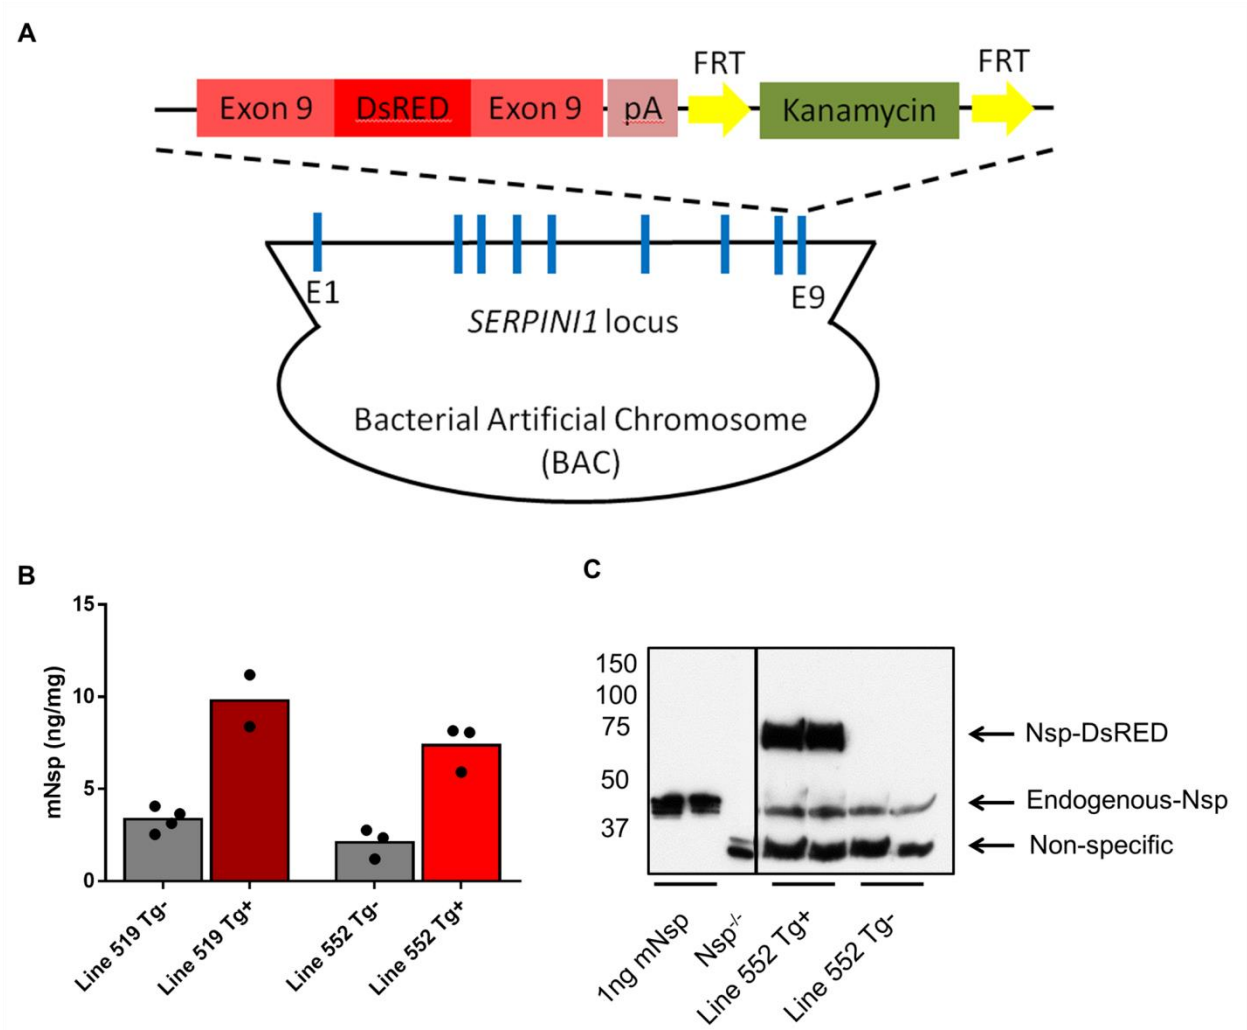 A
FRT
FRT
Exon 9 DsRED Exon 9 pA Kanamycin
E1
E9
SERPINI1 locus
Bacterial Artificial Chromosome
(BAC)
B
mNsp (ng/mg)
15
10
5
0
Line 519 Tg-
Line 519 Tg+
Line 552 Tg-
Line 552 Tg+
C
150
100
75
50
37
Nsp-DsRED
Endogenous-Nsp
Non-specific
1ng mNsp
Nsp-/-
Line 552 Tg+
Line 552 Tg-